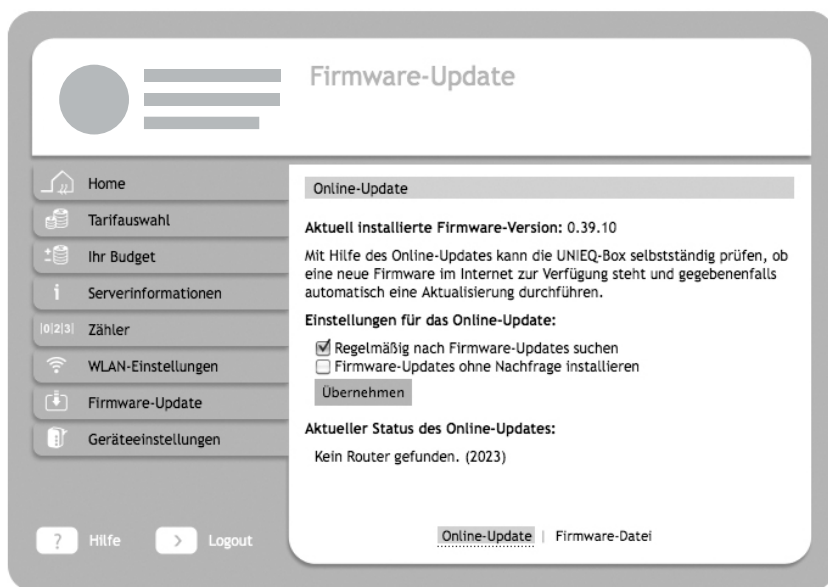 Firmware-Update
Home
Tarifauswahl
Ihr Budget
Serverinformationen
|0|2|3| Zähler
WLAN-Einstellungen
Firmware-Update
Geräteeinstellungen
? Hilfe > Logout
Online-Update
Aktuell installierte Firmware-Version: 0.39.10
Mit Hilfe des Online-Updates kann die UNIEQ-Box selbstständig prüfen, ob
eine neue Firmware im Internet zur Verfügung steht und gegebenenfalls
automatisch eine Aktualisierung durchführen.
Einstellungen für das Online-Update:
Regelmäßig nach Firmware-Updates suchen
Firmware-Updates ohne Nachfrage installieren
Übernehmen
Aktueller Status des Online-Updates:
Kein Router gefunden. (2023)
Online-Update | Firmware-Datei